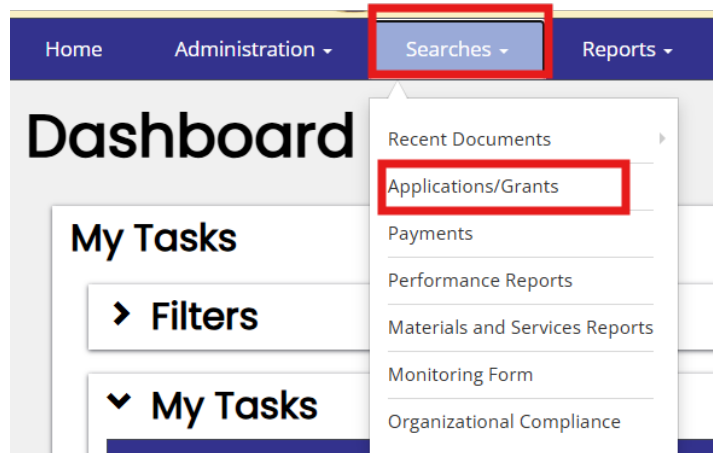 Home Administration Searches Reports
Dashboard
Recent Documents
Applications/Grants
My Tasks
Payments
Performance Reports
Filters
Materials and Services Reports
Monitoring Form
My Tasks
Organizational Compliance